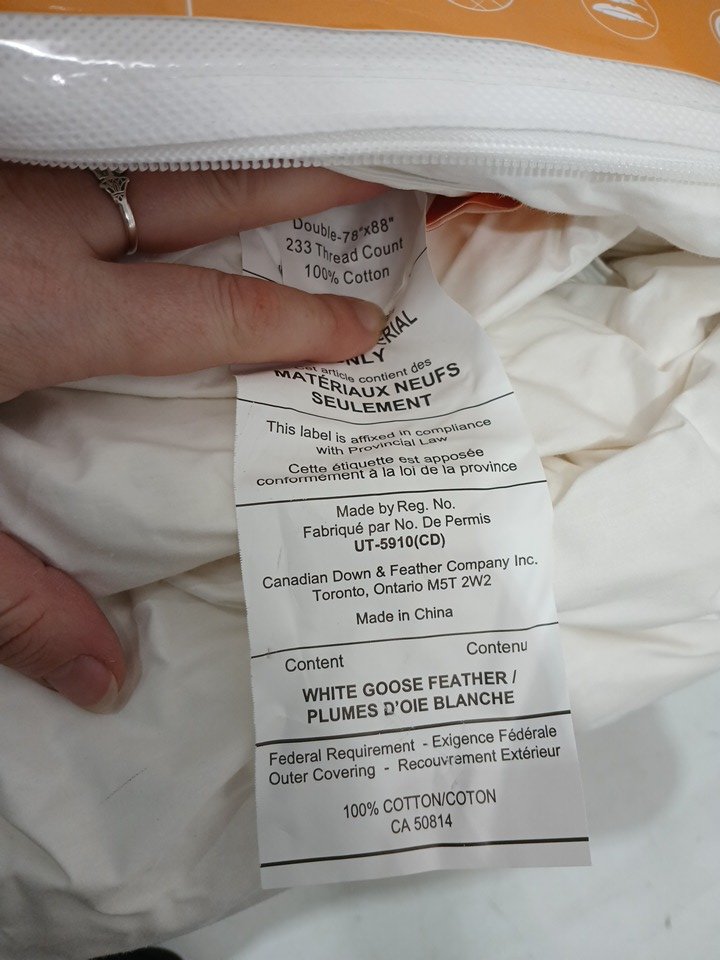 Double-78"x88"
233 Thread Count
100% Cotton
article contient des
MATÉRIAUX NEUFS
SEULEMENT
This label is affixed in compliance
with Provincial Law
Cette étiquette est apposée
conformément à la loi de la province
Made by Reg. No.
Fabriqué par No. De Permis
UT-5910(CD)
Canadian Down & Feather Company Inc.
Toronto, Ontario M5T 2W2
Made in China
Content Contenu
WHITE GOOSE FEATHER /
PLUMES D'OIE BLANCHE
Federal Requirement - Exigence Fédérale
Outer Covering - Recouvrement Extérieur
100% COTTON/COTON
CA 50814